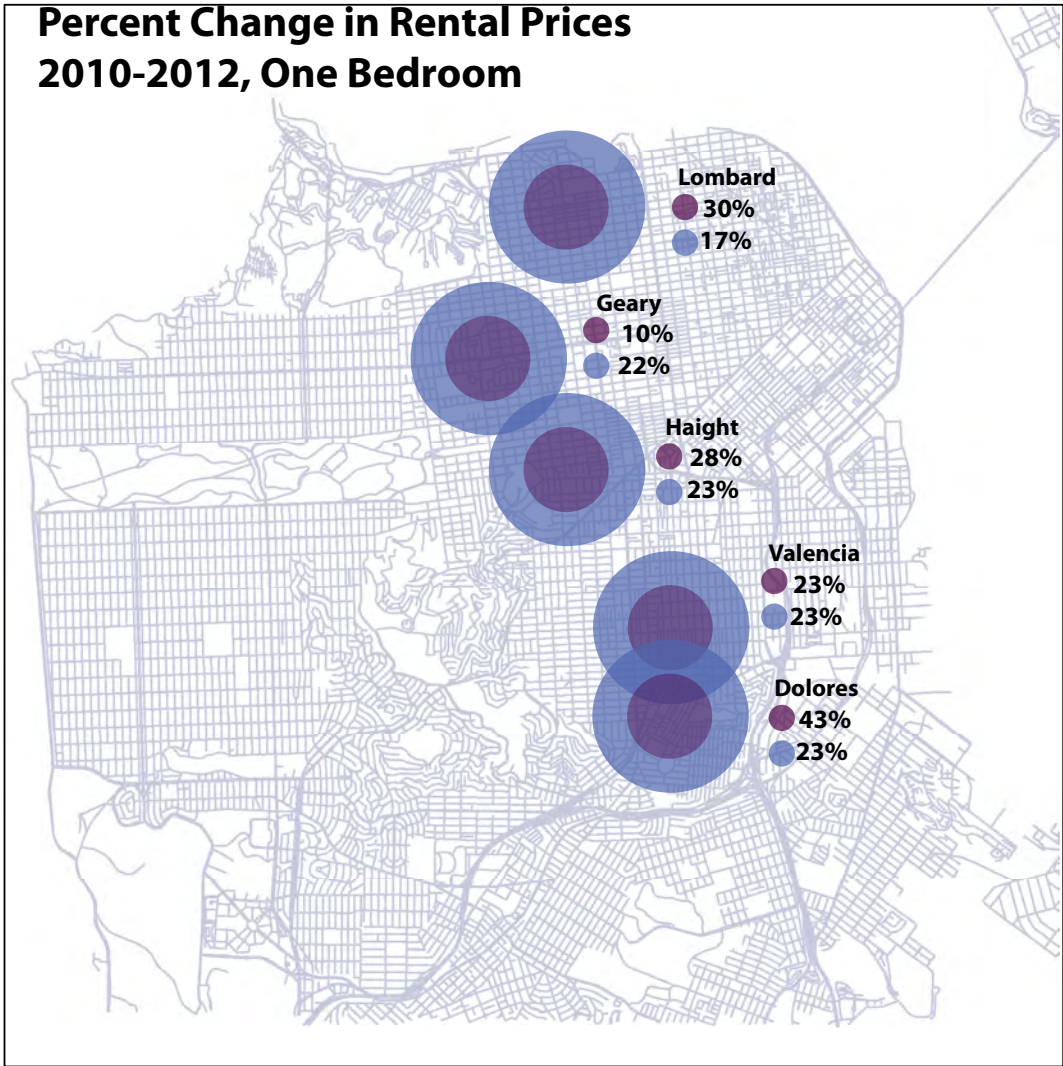 Percent Change in Rental Prices
2010-2012, One Bedroom
Lombard
30%
17%
Geary
10%
22%
Haight
28%
23%
Valencia
23%
23%
Dolores
43%
23%